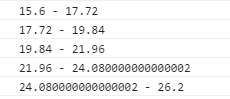 15.6 - 17.72
17.72 - 19.84
19.84 - 21.96
21.96 - 24.080000000000002
24.080000000000002 - 26.2